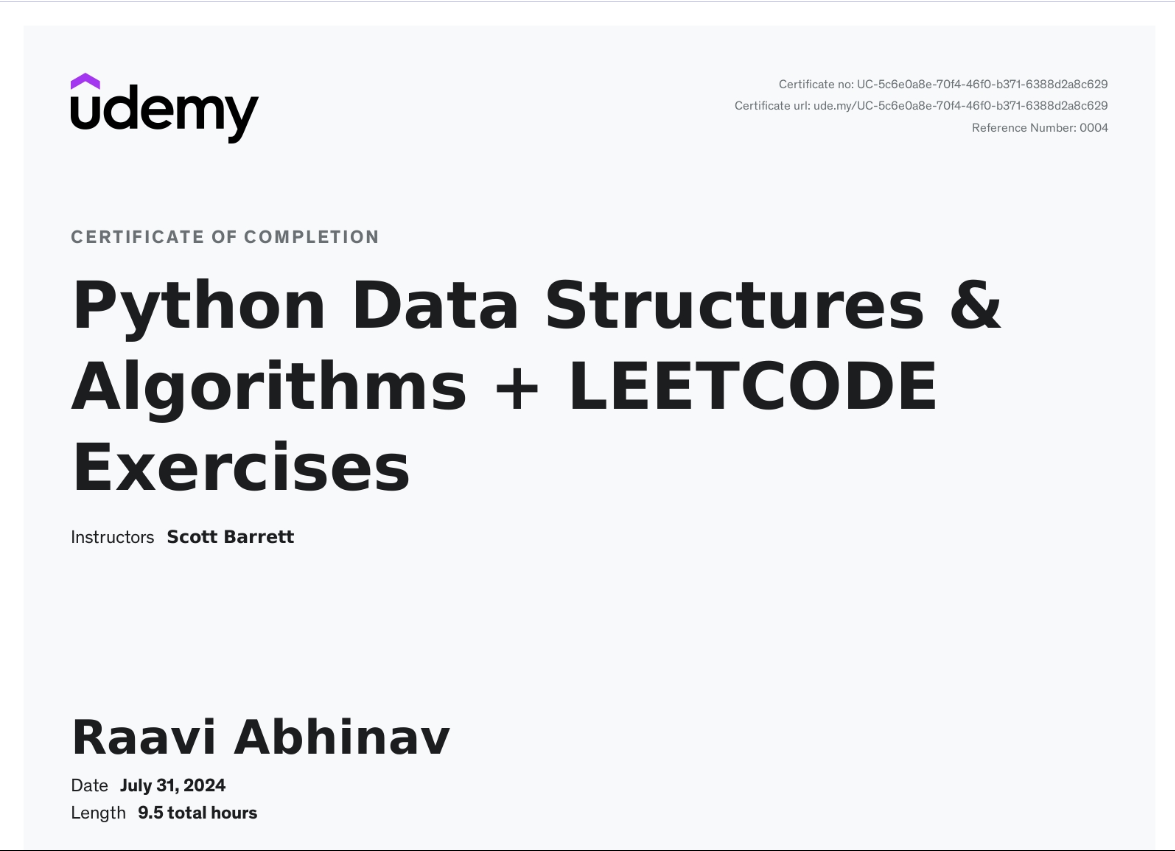 udemy
Certificate no: UC-5c6e0a8e-70f4-46f0-b371-6388d2a8c629
Certificate url: ude.my/UC-5c6e0a8e-70f4-46f0-b371-6388d2a8c629
Reference Number: 0004
CERTIFICATE OF COMPLETION
Python Data Structures &
Algorithms + LEETCODE
Exercises
Instructors Scott Barrett
Raavi Abhinav
Date July 31, 2024
Length 9.5 total hours